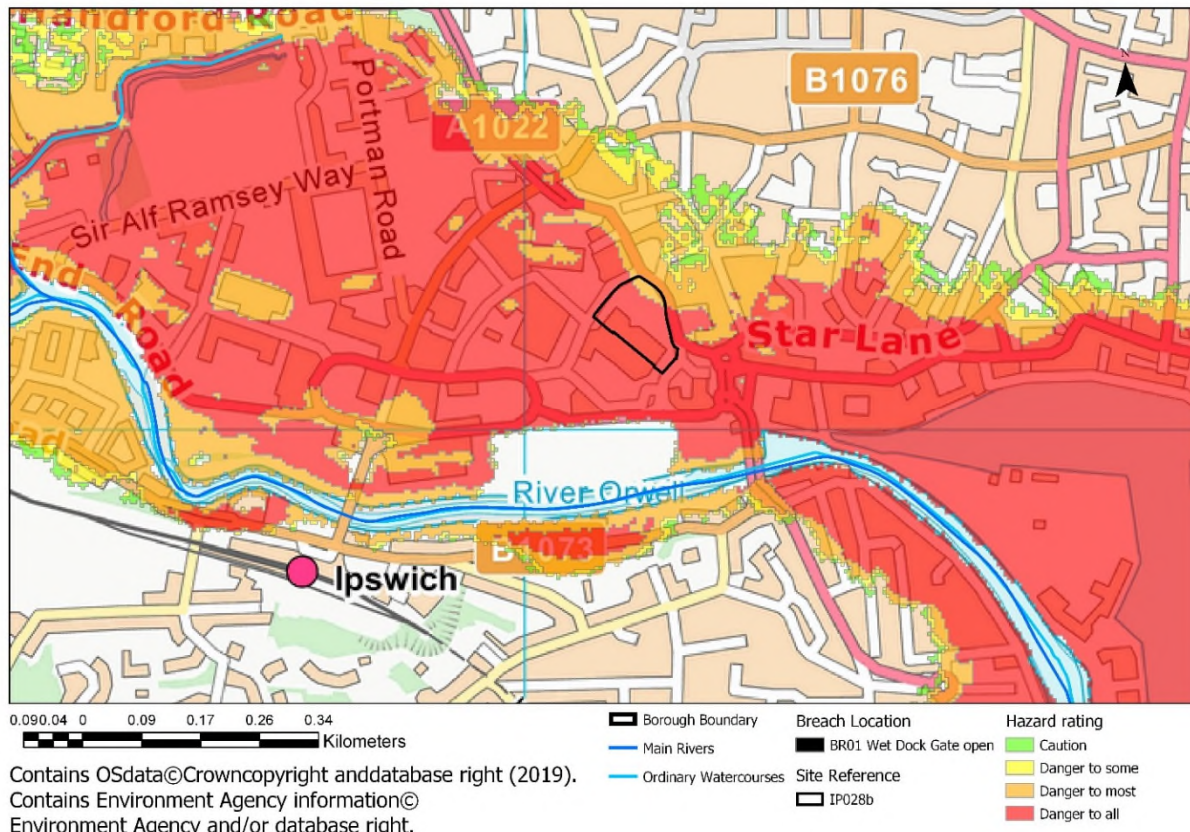 Handford Road
Portman Road
B1076
N
A1022
Sir Alf Ramsey Way
End Road
Star Lane
River Orwell
B1073
Ipswich
0.09 0.04 0 0.09 0.17 0.26 0.34
Kilometers
Contains OSdata©Crowncopyright anddatabase right (2019).
Contains Environment Agency information©
Environment Agency and/or database right.
Borough Boundary
Main Rivers
Ordinary Watercourses
Breach Location
BR01 Wet Dock Gate open
Site Reference
IP028b
Hazard rating
Caution
Danger to some
Danger to most
Danger to all